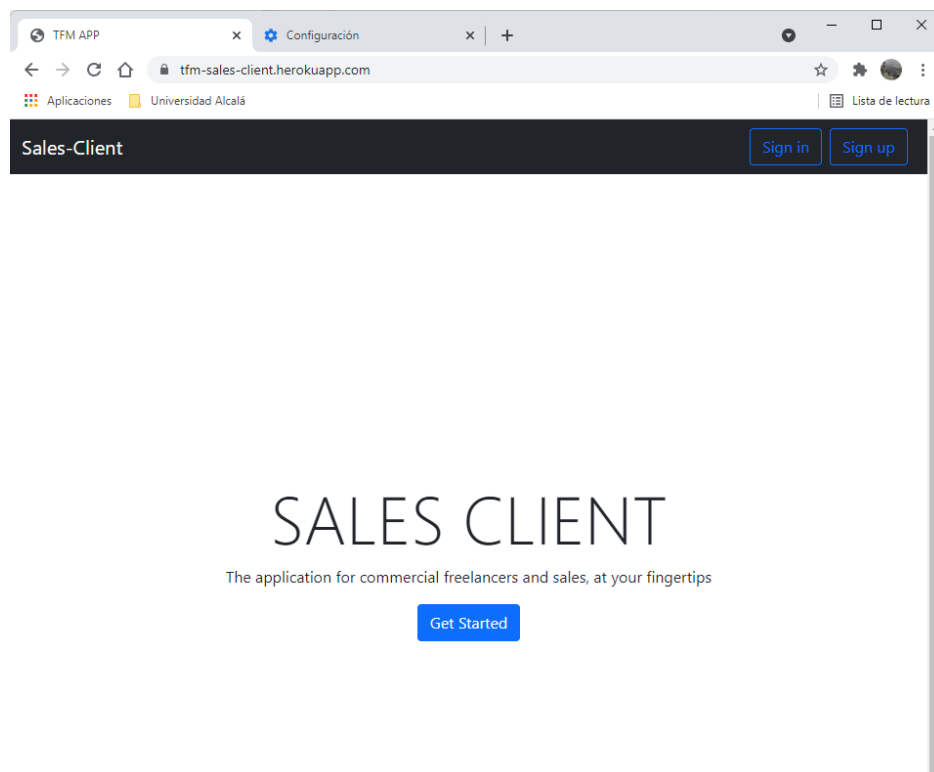 TFM APP
Configuración
tfm-sales-client.herokuapp.com
Aplicaciones
Universidad Alcalá
Lista de lectura
Sales-Client
Sign in
Sign up
SALES CLIENT
The application for commercial freelancers and sales, at your fingertips
Get Started